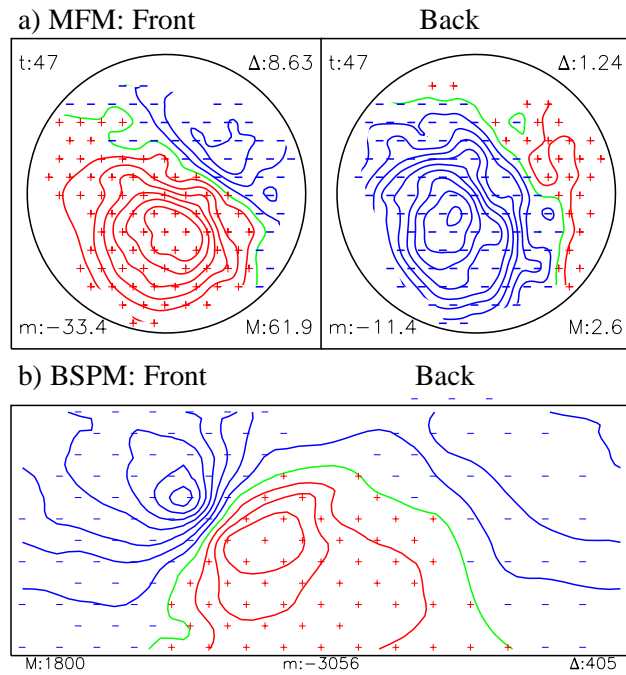 a) MFM: Front Back
t:47 Δ:8.63 t:47 Δ:1.24
m:−33.4 M:61.9 m:−11.4 M:2.6
b) BSPM: Front Back
M:1800 m:−3056 Δ:405